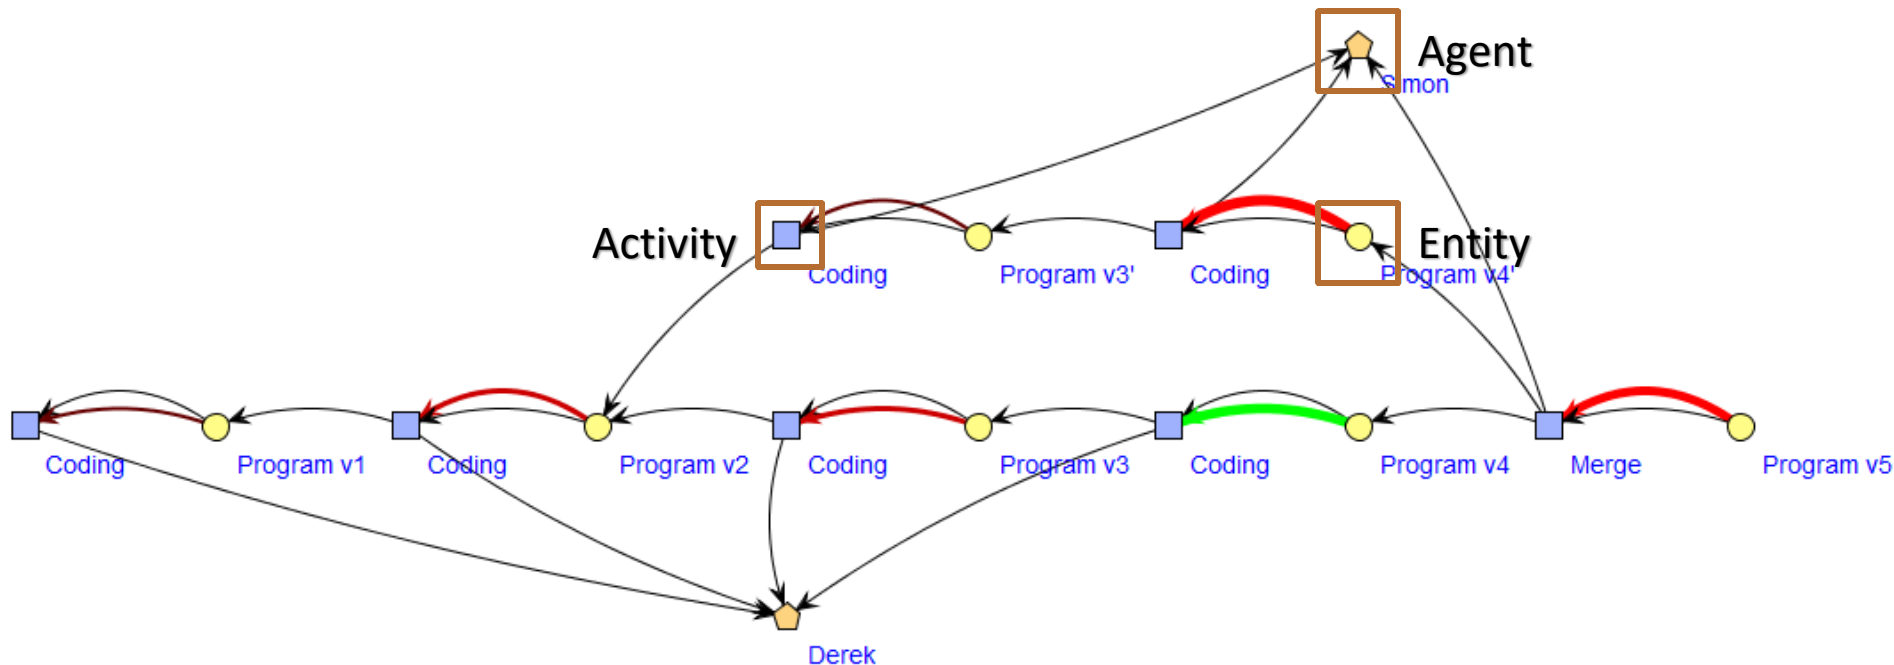 Agent
Simon
Activity
Entity
Coding
Program v3'
Coding
Program v4'
Coding
Program v1
Coding
Program v2
Coding
Program v3
Coding
Program v4
Merge
Program v5
Derek